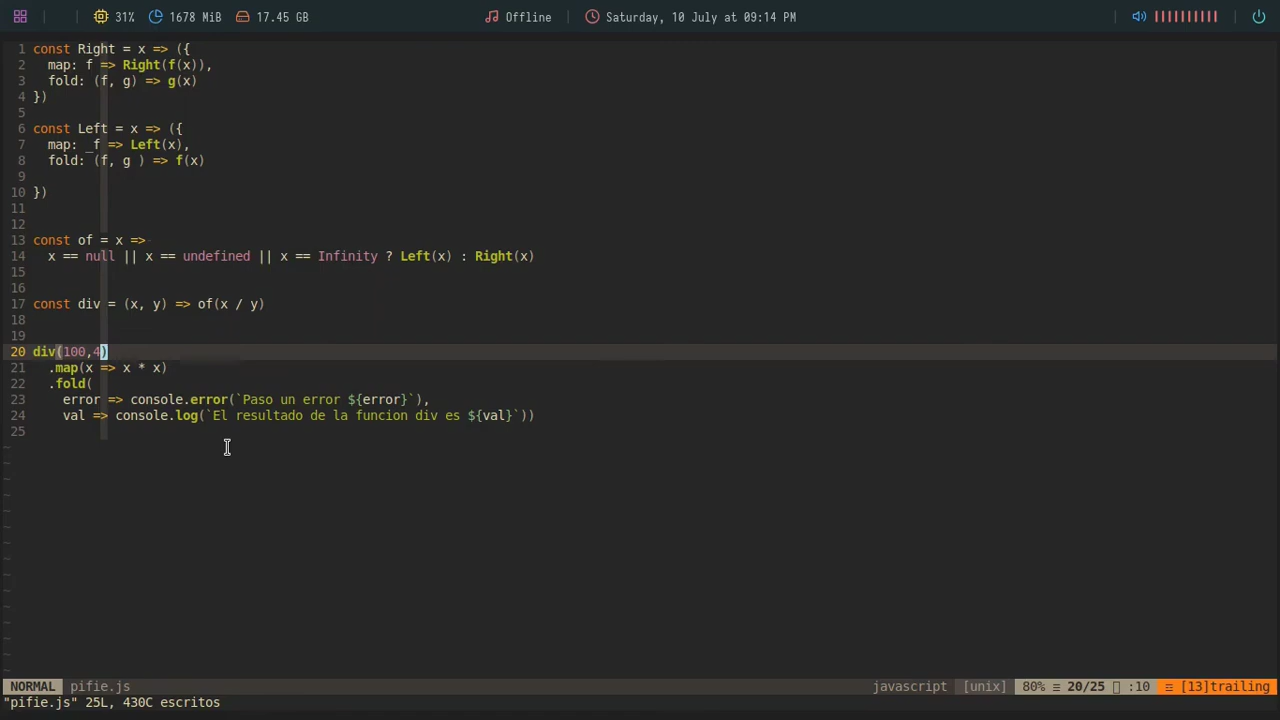 31% 1678 MiB 17.45 GB Offline Saturday, 10 July at 09:14 PM
1 const Right = x => ({
2   map: f => Right(f(x)),
3   fold: (f, g) => g(x)
4 })
5
6 const Left = x => ({
7   map: _f => Left(x),
8   fold: (f, g ) => f(x)
9
10 })
11
12
13 const of = x =>
14   x == null || x == undefined || x == Infinity ? Left(x) : Right(x)
15
16
17 const div = (x, y) => of(x / y)
18
19
20 div(100,4)
21   .map(x => x * x)
22   .fold(
23     error => console.error(`Paso un error ${error}`),
24     val => console.log(`El resultado de la funcion div es ${val}`))
25
NORMAL pifie.js javascript [unix] 80% ≡ 20/25 :10 ≡ [13]trailing
"pifie.js" 25L, 430C escritos